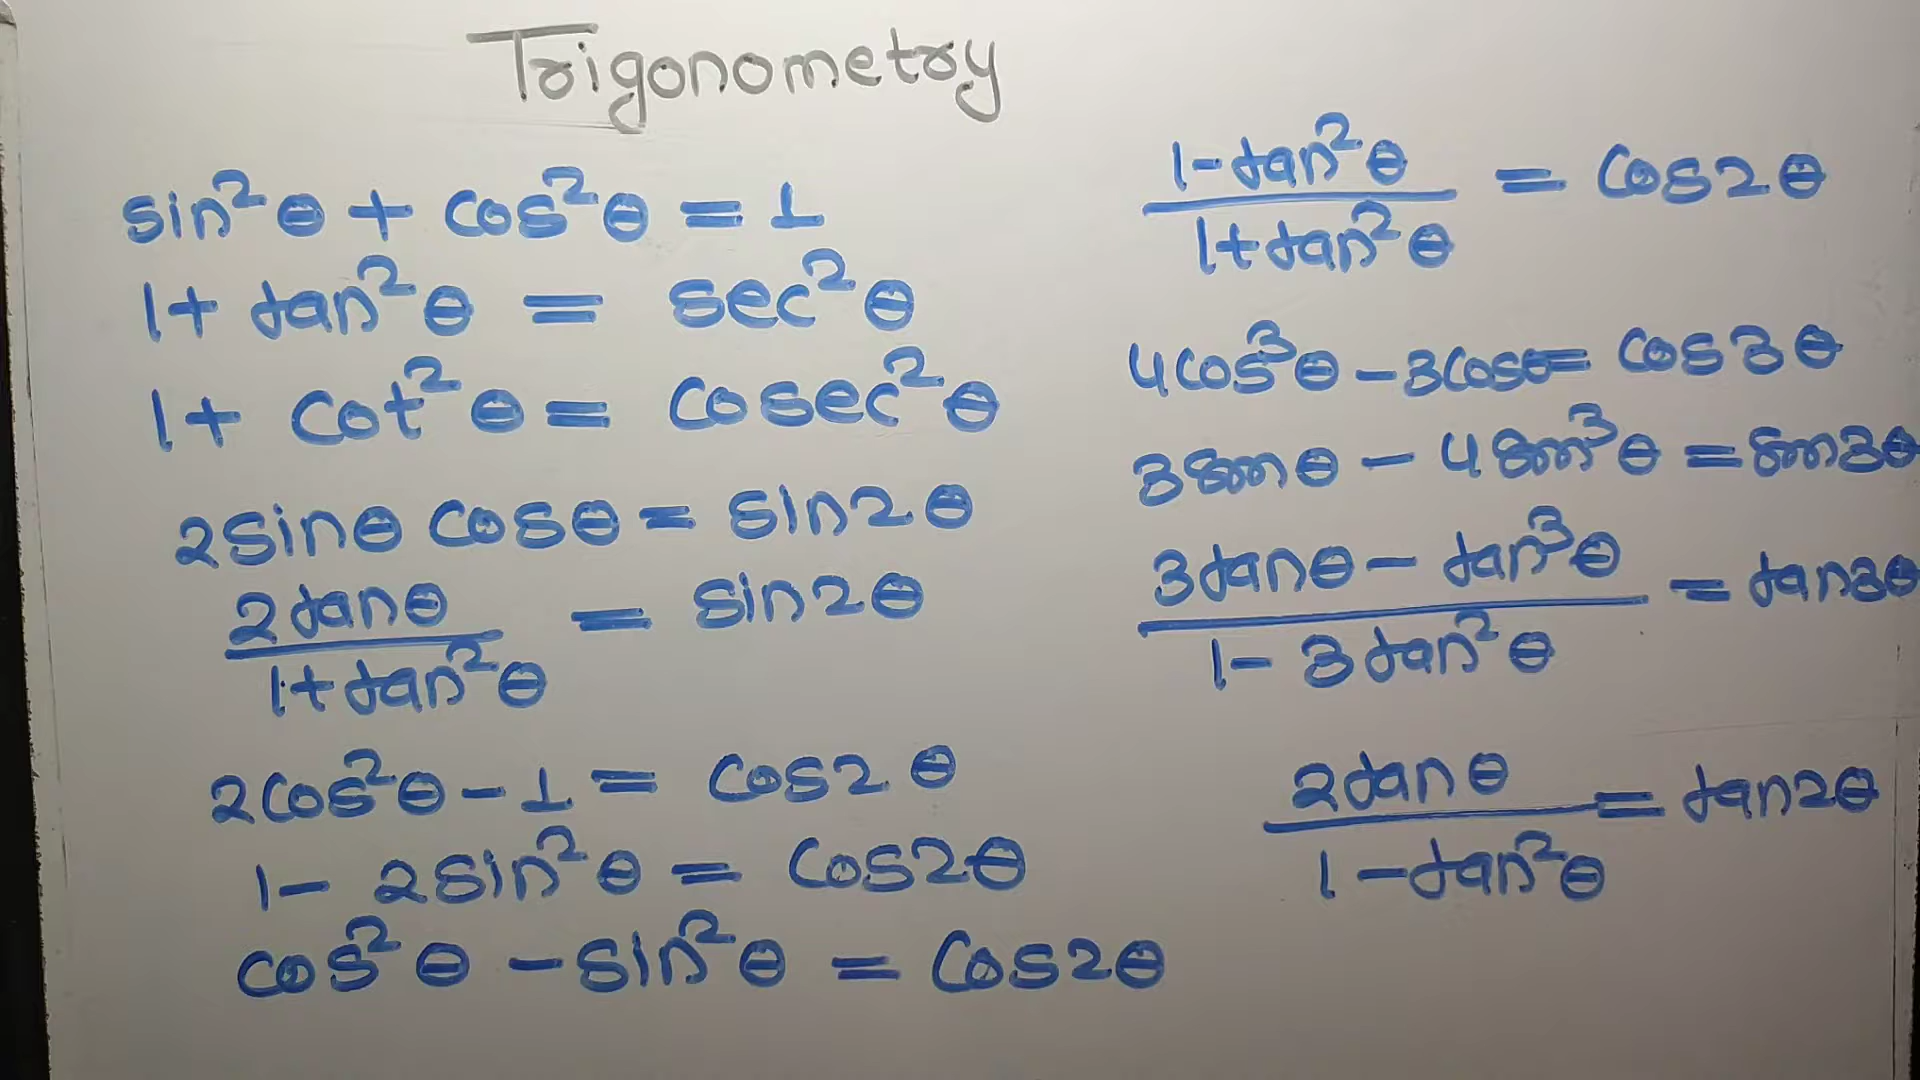 Trigonometry
sin²θ + cos²θ = 1
1 + tan²θ = sec²θ
1 + cot²θ = cosec²θ
2sinθ cosθ = sin2θ
2tanθ / 1+tan²θ = sin2θ
2cos²θ - 1 = cos2θ
1 - 2sin²θ = cos2θ
cos²θ - sin²θ = cos2θ
1-tan²θ / 1+tan²θ = cos2θ
4cos³θ - 3cosθ = cos3θ
3sinθ - 4sin³θ = sin3θ
3tanθ - tan³θ / 1 - 3tan²θ = tan3θ
2tanθ / 1 - tan²θ = tan2θ